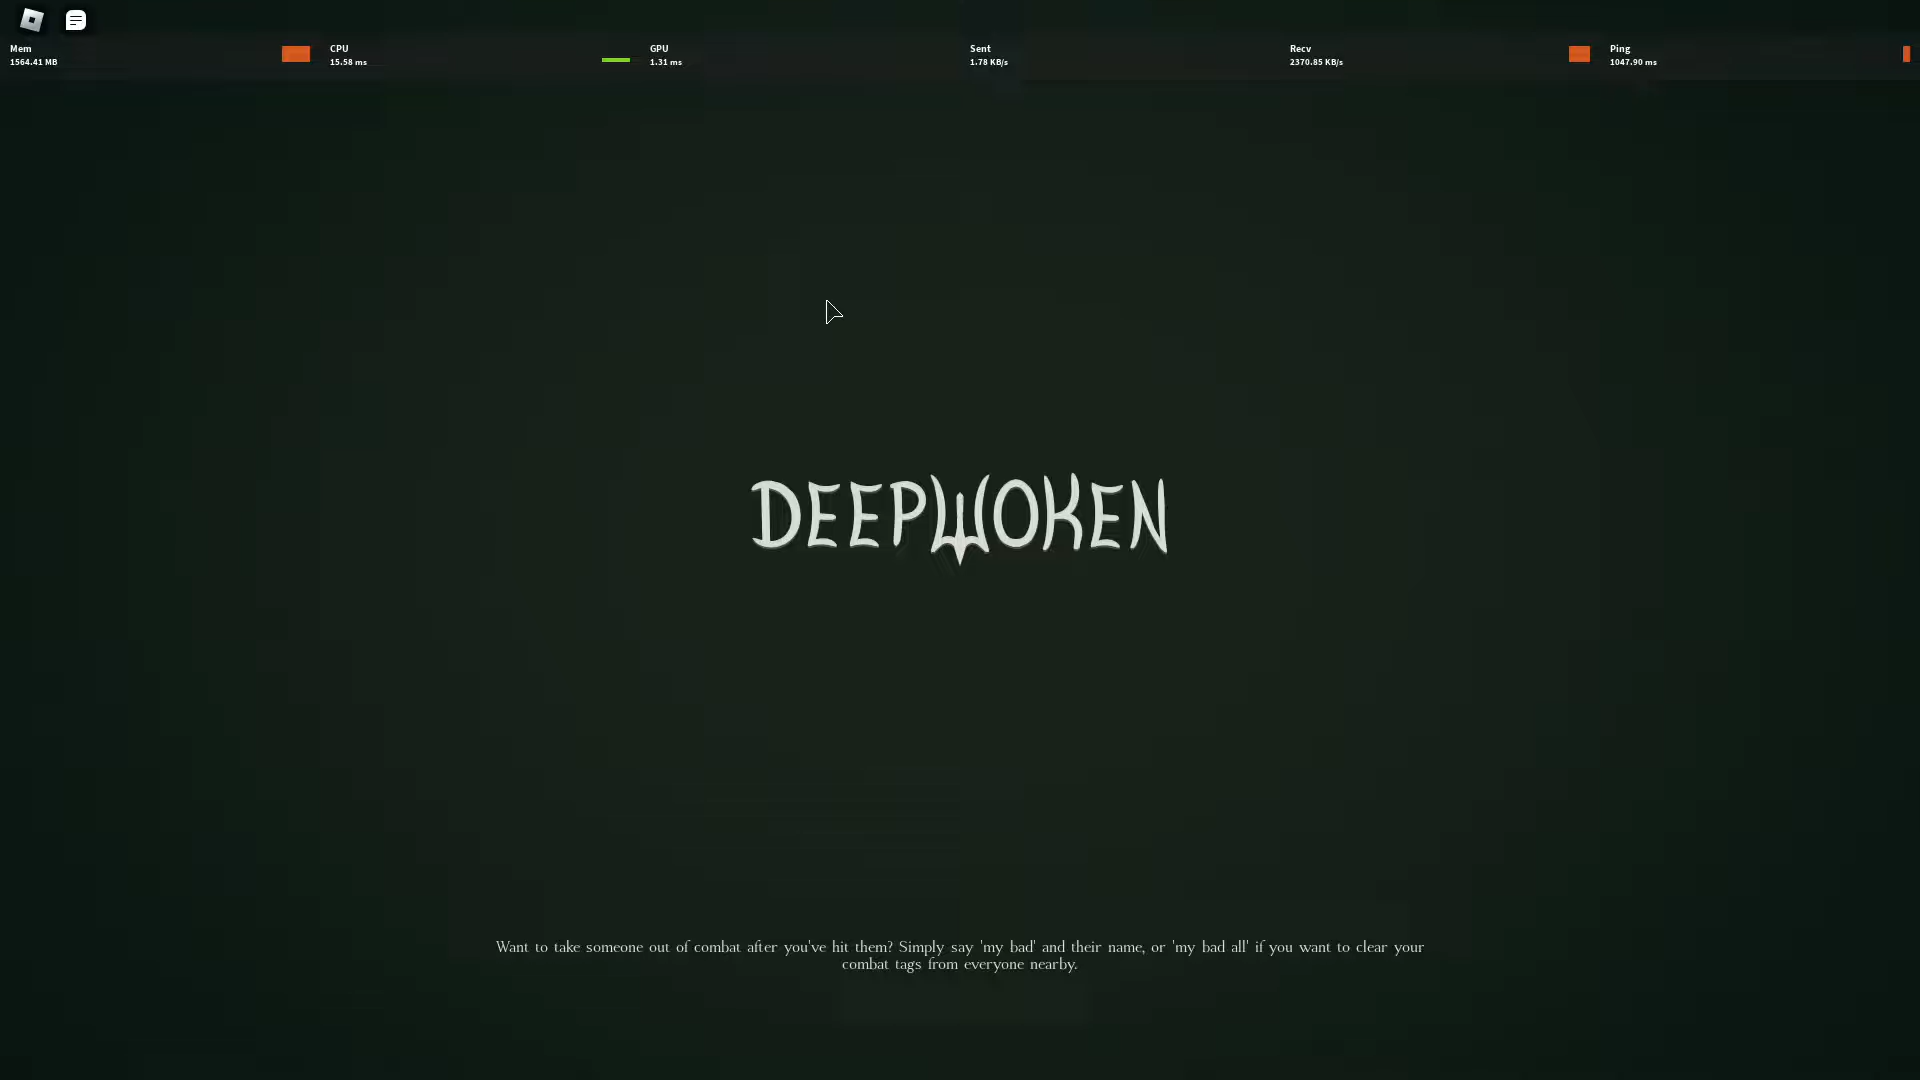 Mem CPU GPU Sent Recv Ping
1564.41 MB 15.58 ms 1.31 ms 1.78 KB/s 2370.85 KB/s 1047.90 ms
DEEPWOKEN
Want to take someone out of combat after you've hit them? Simply say 'my bad' and their name, or 'my bad all' if you want to clear your
combat tags from everyone nearby.